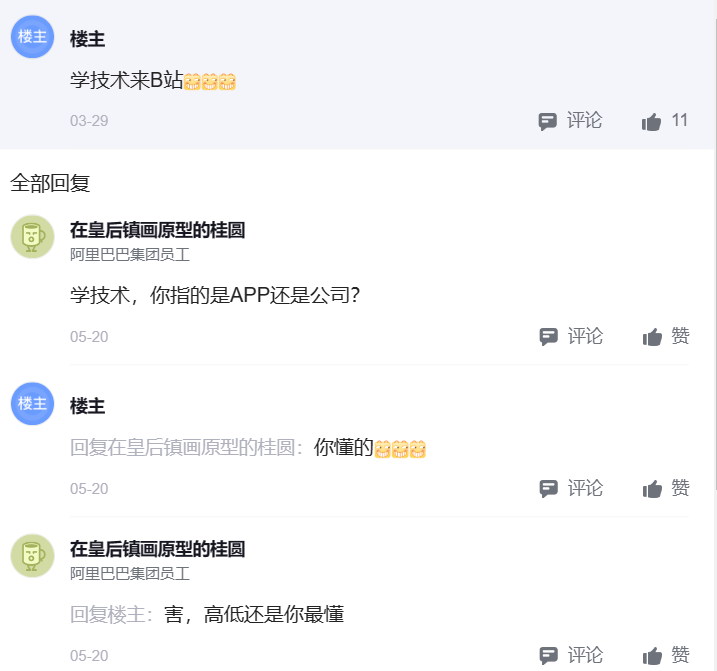 楼主
楼主
学技术来B站
03-29
评论
11
全部回复
在皇后镇画原型的桂圆
阿里巴巴集团员工
学技术，你指的是APP还是公司？
05-20
评论
赞
楼主
楼主
回复在皇后镇画原型的桂圆：你懂的
05-20
评论
赞
在皇后镇画原型的桂圆
阿里巴巴集团员工
回复楼主：害，高低还是你最懂
05-20
评论
赞